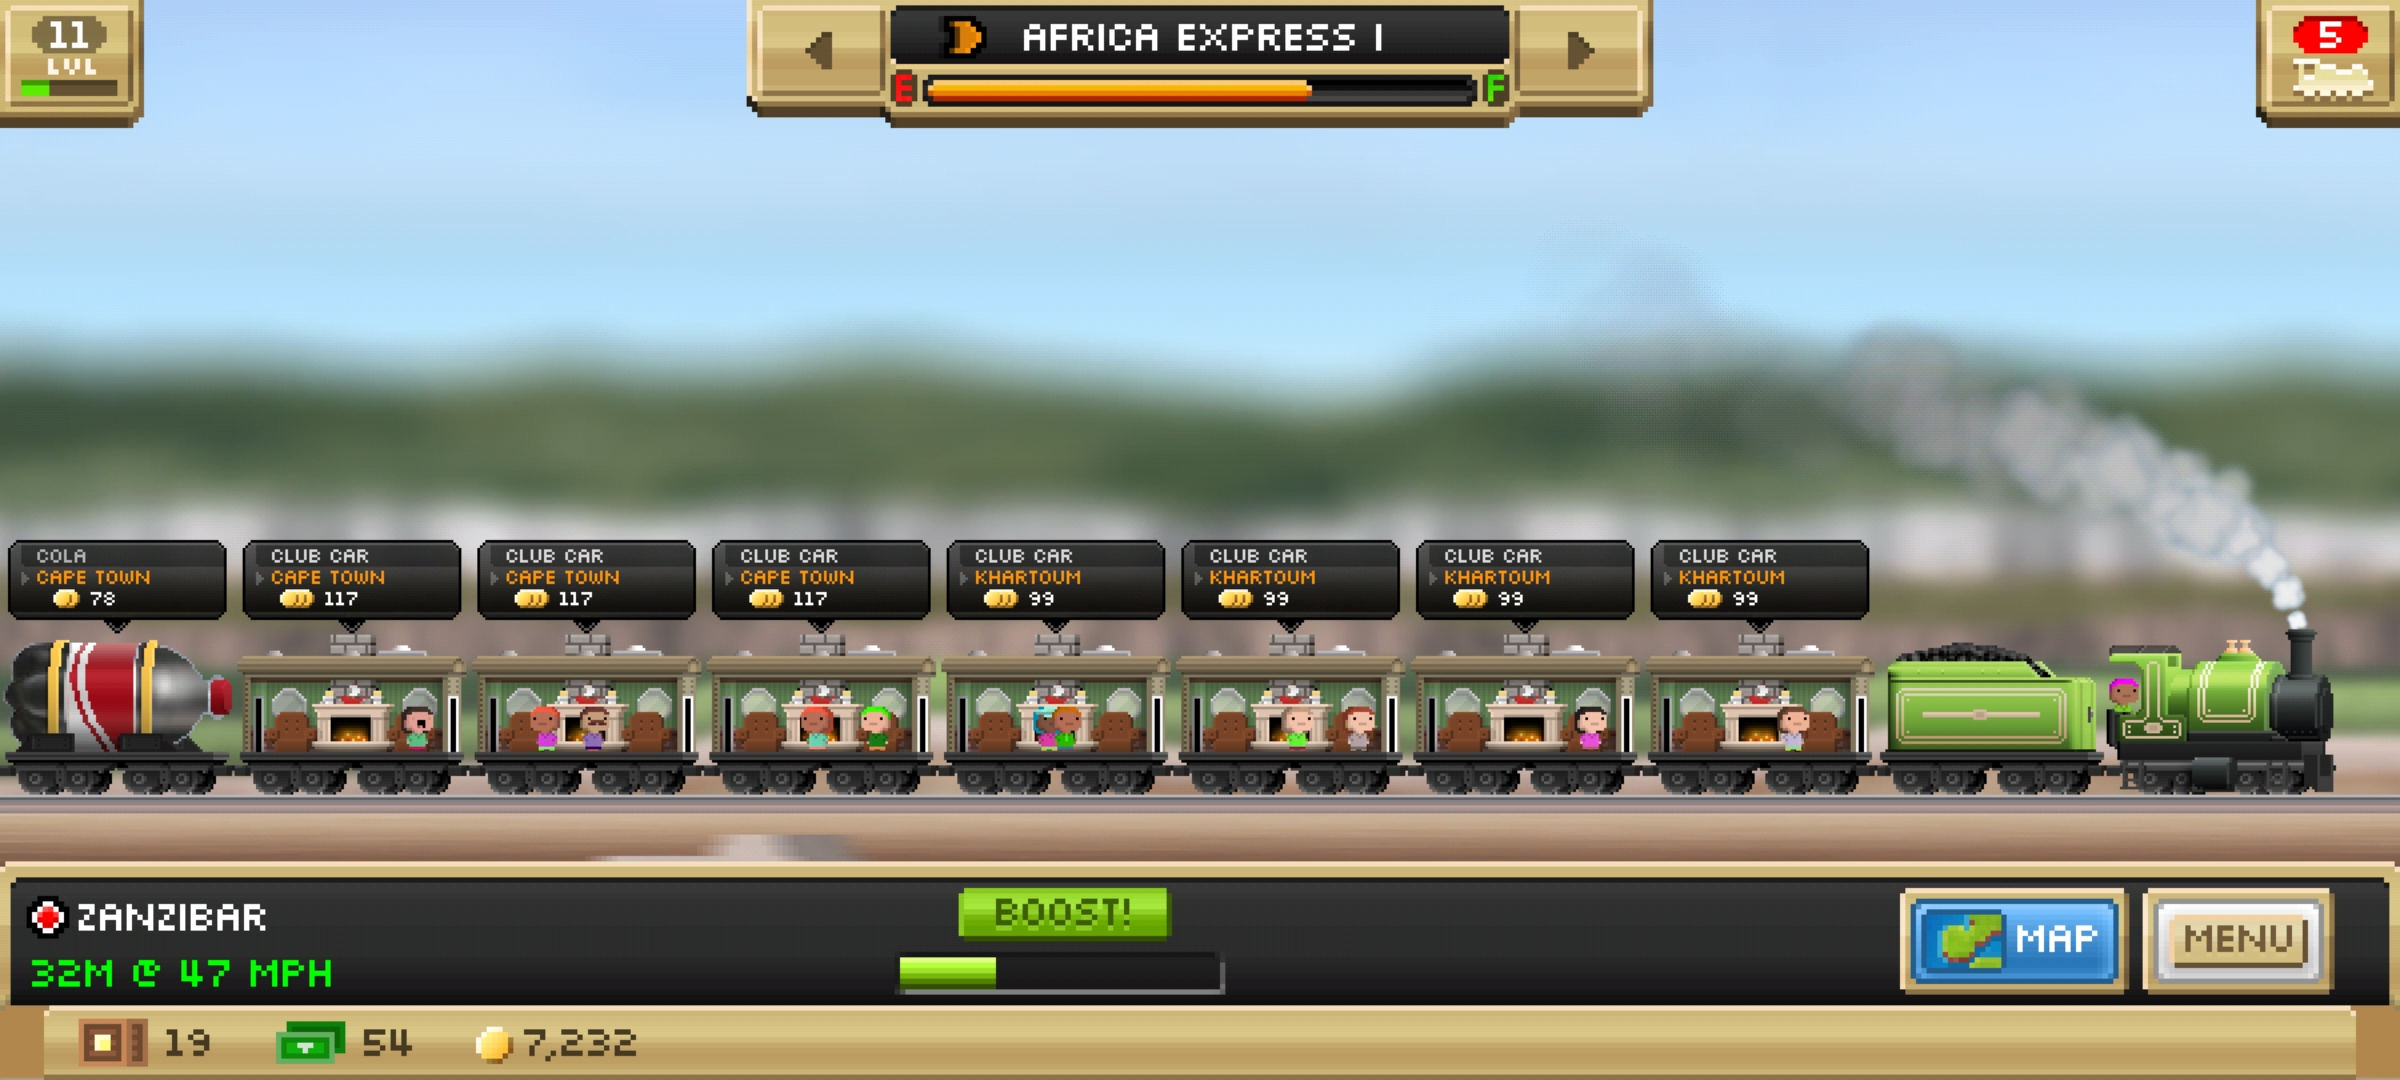 11
LVL
AFRICA EXPRESS I
E
F
5
COLA
CAPE TOWN
78
CLUB CAR
CAPE TOWN
117
CLUB CAR
CAPE TOWN
117
CLUB CAR
CAPE TOWN
117
CLUB CAR
KHARTOUM
99
CLUB CAR
KHARTOUM
99
CLUB CAR
KHARTOUM
99
CLUB CAR
KHARTOUM
99
ZANZIBAR
32M @ 47 MPH
BOOST!
MAP
MENU
19
54
7,232